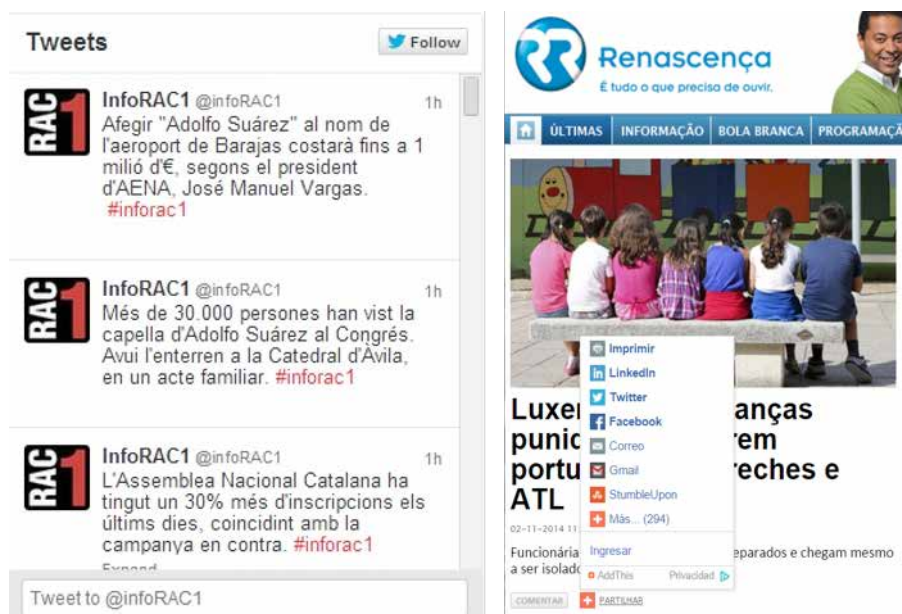 Tweets
Follow
InfoRAC1 @infoRAC1 1h
Afegir "Adolfo Suárez" al nom de
l'aeroport de Barajas costarà fins a 1
milió d'€, segons el president
d'AENA, José Manuel Vargas.
#inforac1
RAC1
InfoRAC1 @infoRAC1 1h
Més de 30.000 persones han vist la
capella d'Adolfo Suárez al Congrés.
Avui l'enterren a la Catedral d'Àvila,
en un acte familiar. #inforac1
RAC1
InfoRAC1 @infoRAC1 1h
L'Assemblea Nacional Catalana ha
tingut un 30% més d'inscripcions els
últims dies, coincidint amb la
campanya en contra. #inforac1
RAC1
Expand
Tweet to @infoRAC1
Renascença
É tudo o que precisa de ouvir.
ÚLTIMAS INFORMAÇÃO BOLA BRANCA PROGRAMAÇÃ
Imprimir
LinkedIn
Twitter
Facebook
Correo
Gmail
StumbleUpon
Más... (294)
Ingresar
AddThis Privacidad
Luxe anças
punic rem
portu reches e
ATL
02-11-2014 11
Funcionária eparados e chegam mesmo
a ser isolad
COMENTAR PARTILHAR